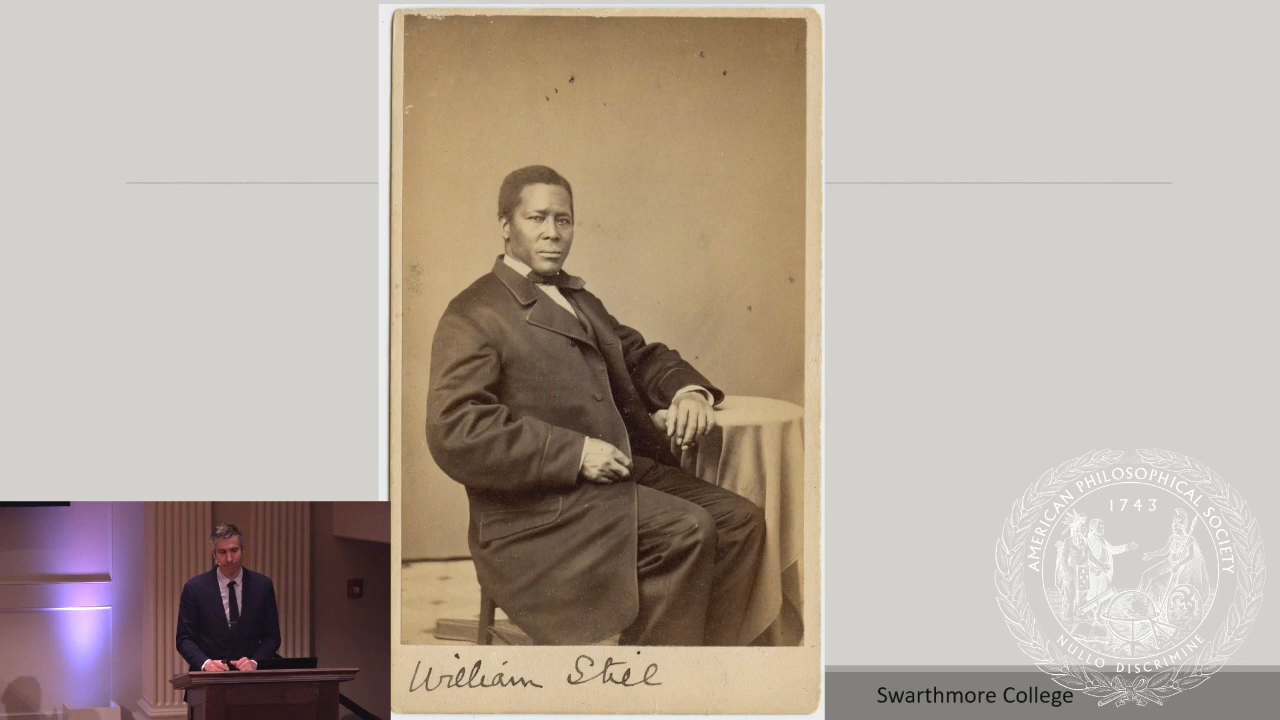 William Still
AMERICAN PHILOSOPHICAL SOCIETY
1743
NULLO DISCRIMINE
Swarthmore College